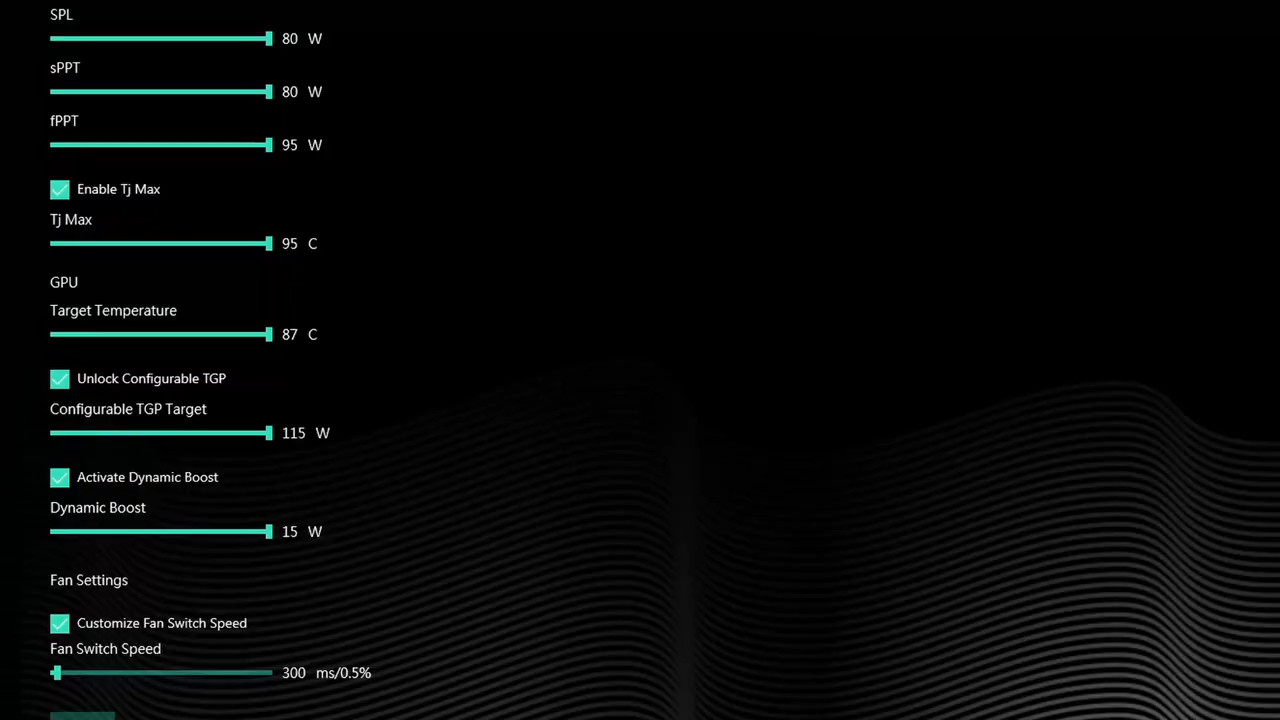 SPL
80 W
sPPT
80 W
fPPT
95 W
Enable Tj Max
Tj Max
95 C
GPU
Target Temperature
87 C
Unlock Configurable TGP
Configurable TGP Target
115 W
Activate Dynamic Boost
Dynamic Boost
15 W
Fan Settings
Customize Fan Switch Speed
Fan Switch Speed
300 ms/0.5%